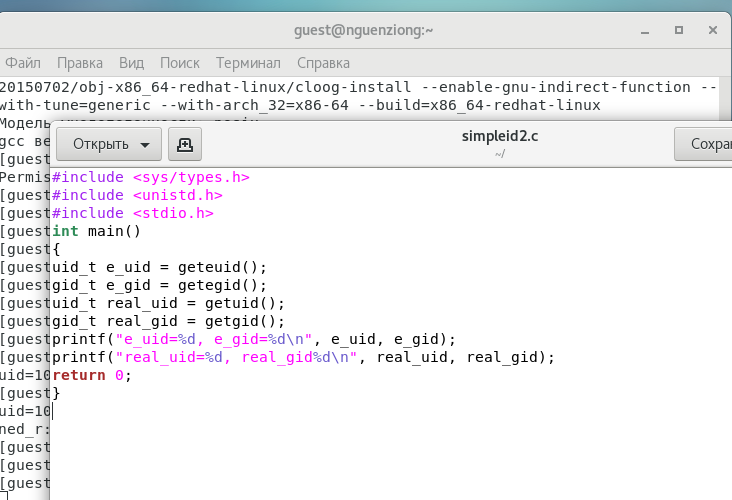 guest@nguenziong:~
Файл Правка Вид Поиск Терминал Справка
20150702/obj-x86_64-redhat-linux/cloog-install --enable-gnu-indirect-function --
with-tune=generic --with-arch_32=x86-64 --build=x86_64-redhat-linux
Модель
gcc ве
[guest
Permis
[guest
[guest
[guest
[guest
[guest
[guest
[guest
[guest
[guest
[guest
uid=10
[guest
uid=10
ned_r:
[guest
[guest
[guest
Открыть
simpleid2.c
~/
Сохра
#include <sys/types.h>
#include <unistd.h>
#include <stdio.h>
int main()
{
uid_t e_uid = geteuid();
gid_t e_gid = getegid();
uid_t real_uid = getuid();
gid_t real_gid = getgid();
printf("e_uid=%d, e_gid=%d\n", e_uid, e_gid);
printf("real_uid=%d, real_gid%d\n", real_uid, real_gid);
return 0;
}